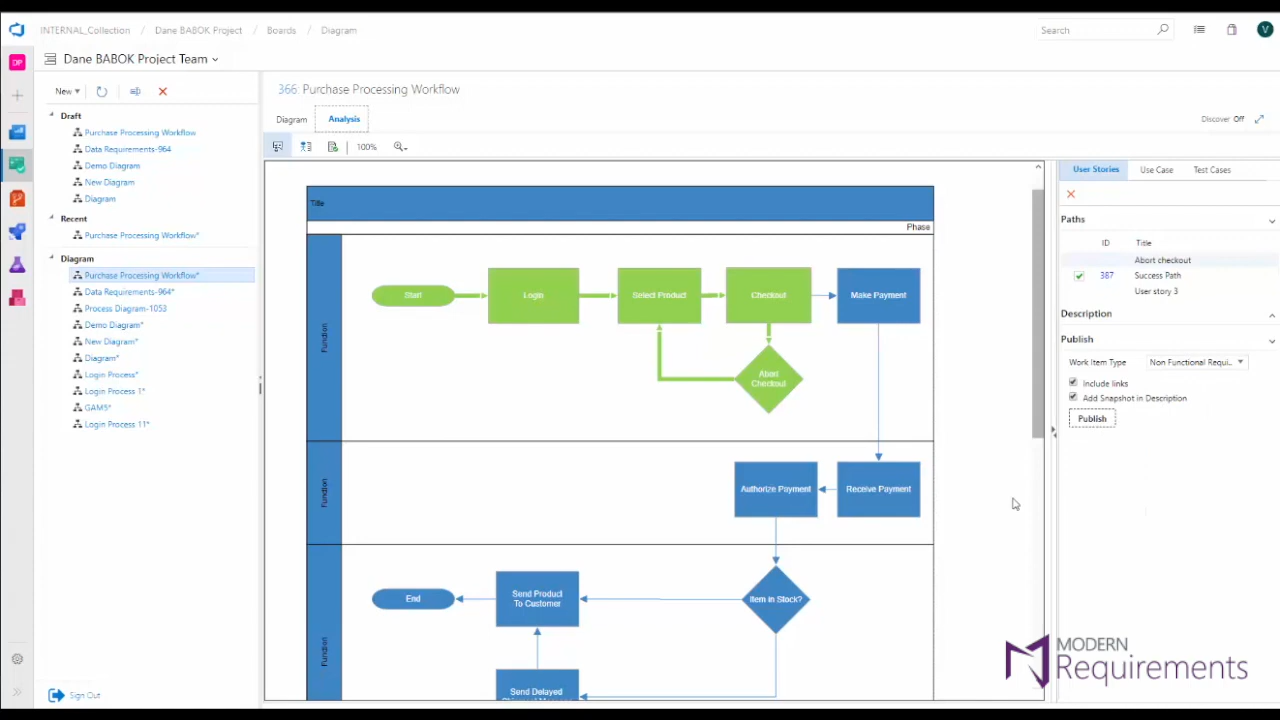 INTERNAL_Collection / Dane BABOK Project / Boards / Diagram
Search
V
DP
Dane BABOK Project Team
New
Draft
Purchase Processing Workflow
Data Requirements-964
Demo Diagram
New Diagram
Diagram
Recent
Purchase Processing Workflow*
Diagram
Purchase Processing Workflow*
Data Requirements-964*
Process Diagram-1053
Demo Diagram*
New Diagram*
Diagram*
Login Process*
Login Process 1*
GAMS*
Login Process 11*
Sign Out
366 Purchase Processing Workflow
Diagram Analysis
Discover Off
100%
Title
Phase
Function
Start
Login
Select Product
Checkout
Make Payment
Abort
Checkout
Function
Authorize Payment
Receive Payment
Function
End
Send Product
To Customer
Item in Stock?
Send Delayed
User Stories Use Case Test Cases
Paths
ID Title
Abort checkout
387 Success Path
User story 3
Description
Publish
Work Item Type Non Functional Requi..
Include links
Add Snapshot in Description
Publish
MODERN
Requirements